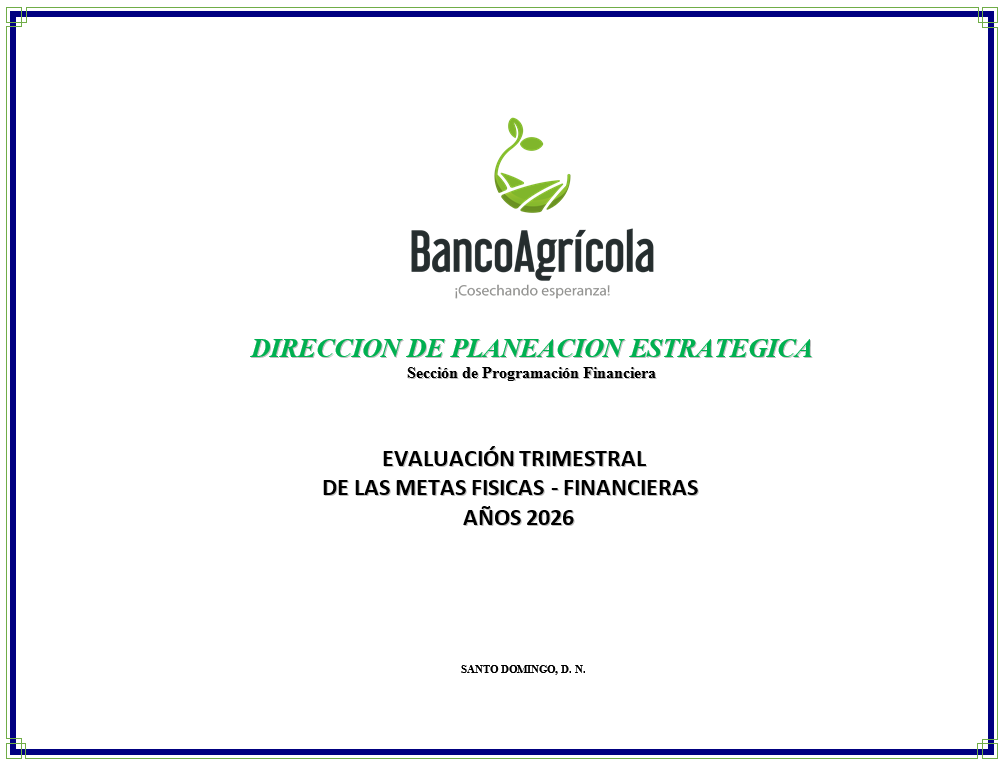 BancoAgrícola
¡Cosechando esperanza!
DIRECCION DE PLANEACION ESTRATEGICA
Sección de Programación Financiera
EVALUACIÓN TRIMESTRAL
DE LAS METAS FISICAS - FINANCIERAS
AÑOS 2026
SANTO DOMINGO, D. N.